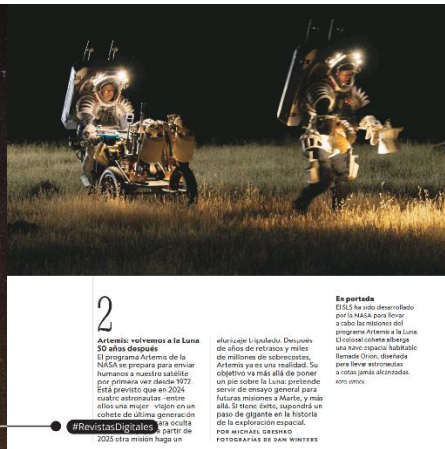 2
Artemis: volvemos a la Luna
50 años después
El programa Artemis de la
NASA se prepara para enviar
humanos a nuestro satélite
por primera vez desde 1972.
Está previsto que en 2024
cuatro astronautas –entre
ellos una mujer– viajen en un
cohete de última generación
para oculta
a partir de
2025 otra misión haga un
alunizaje tripulado. Después
de años de retrasos y miles
de millones de sobrecostes,
Artemis ya es una realidad. Su
objetivo va más allá de poner
un pie sobre la Luna: pretende
servir de ensayo general para
futuras misiones a Marte, y más
allá. Si tiene éxito, supondrá un
paso de gigante en la historia
de la exploración espacial.
POR MICHAEL GRESHKO
FOTOGRAFÍAS DE DAN WINTERS
En portada
El SLS ha sido desarrollado
por la NASA para llevar
a cabo las misiones del
programa Artemis a la Luna.
El colosal cohete alberga
una nave espacial habitable
llamada Orion, diseñada
para llevar astronautas
a cotas jamás alcanzadas.
#RevistasDigitales